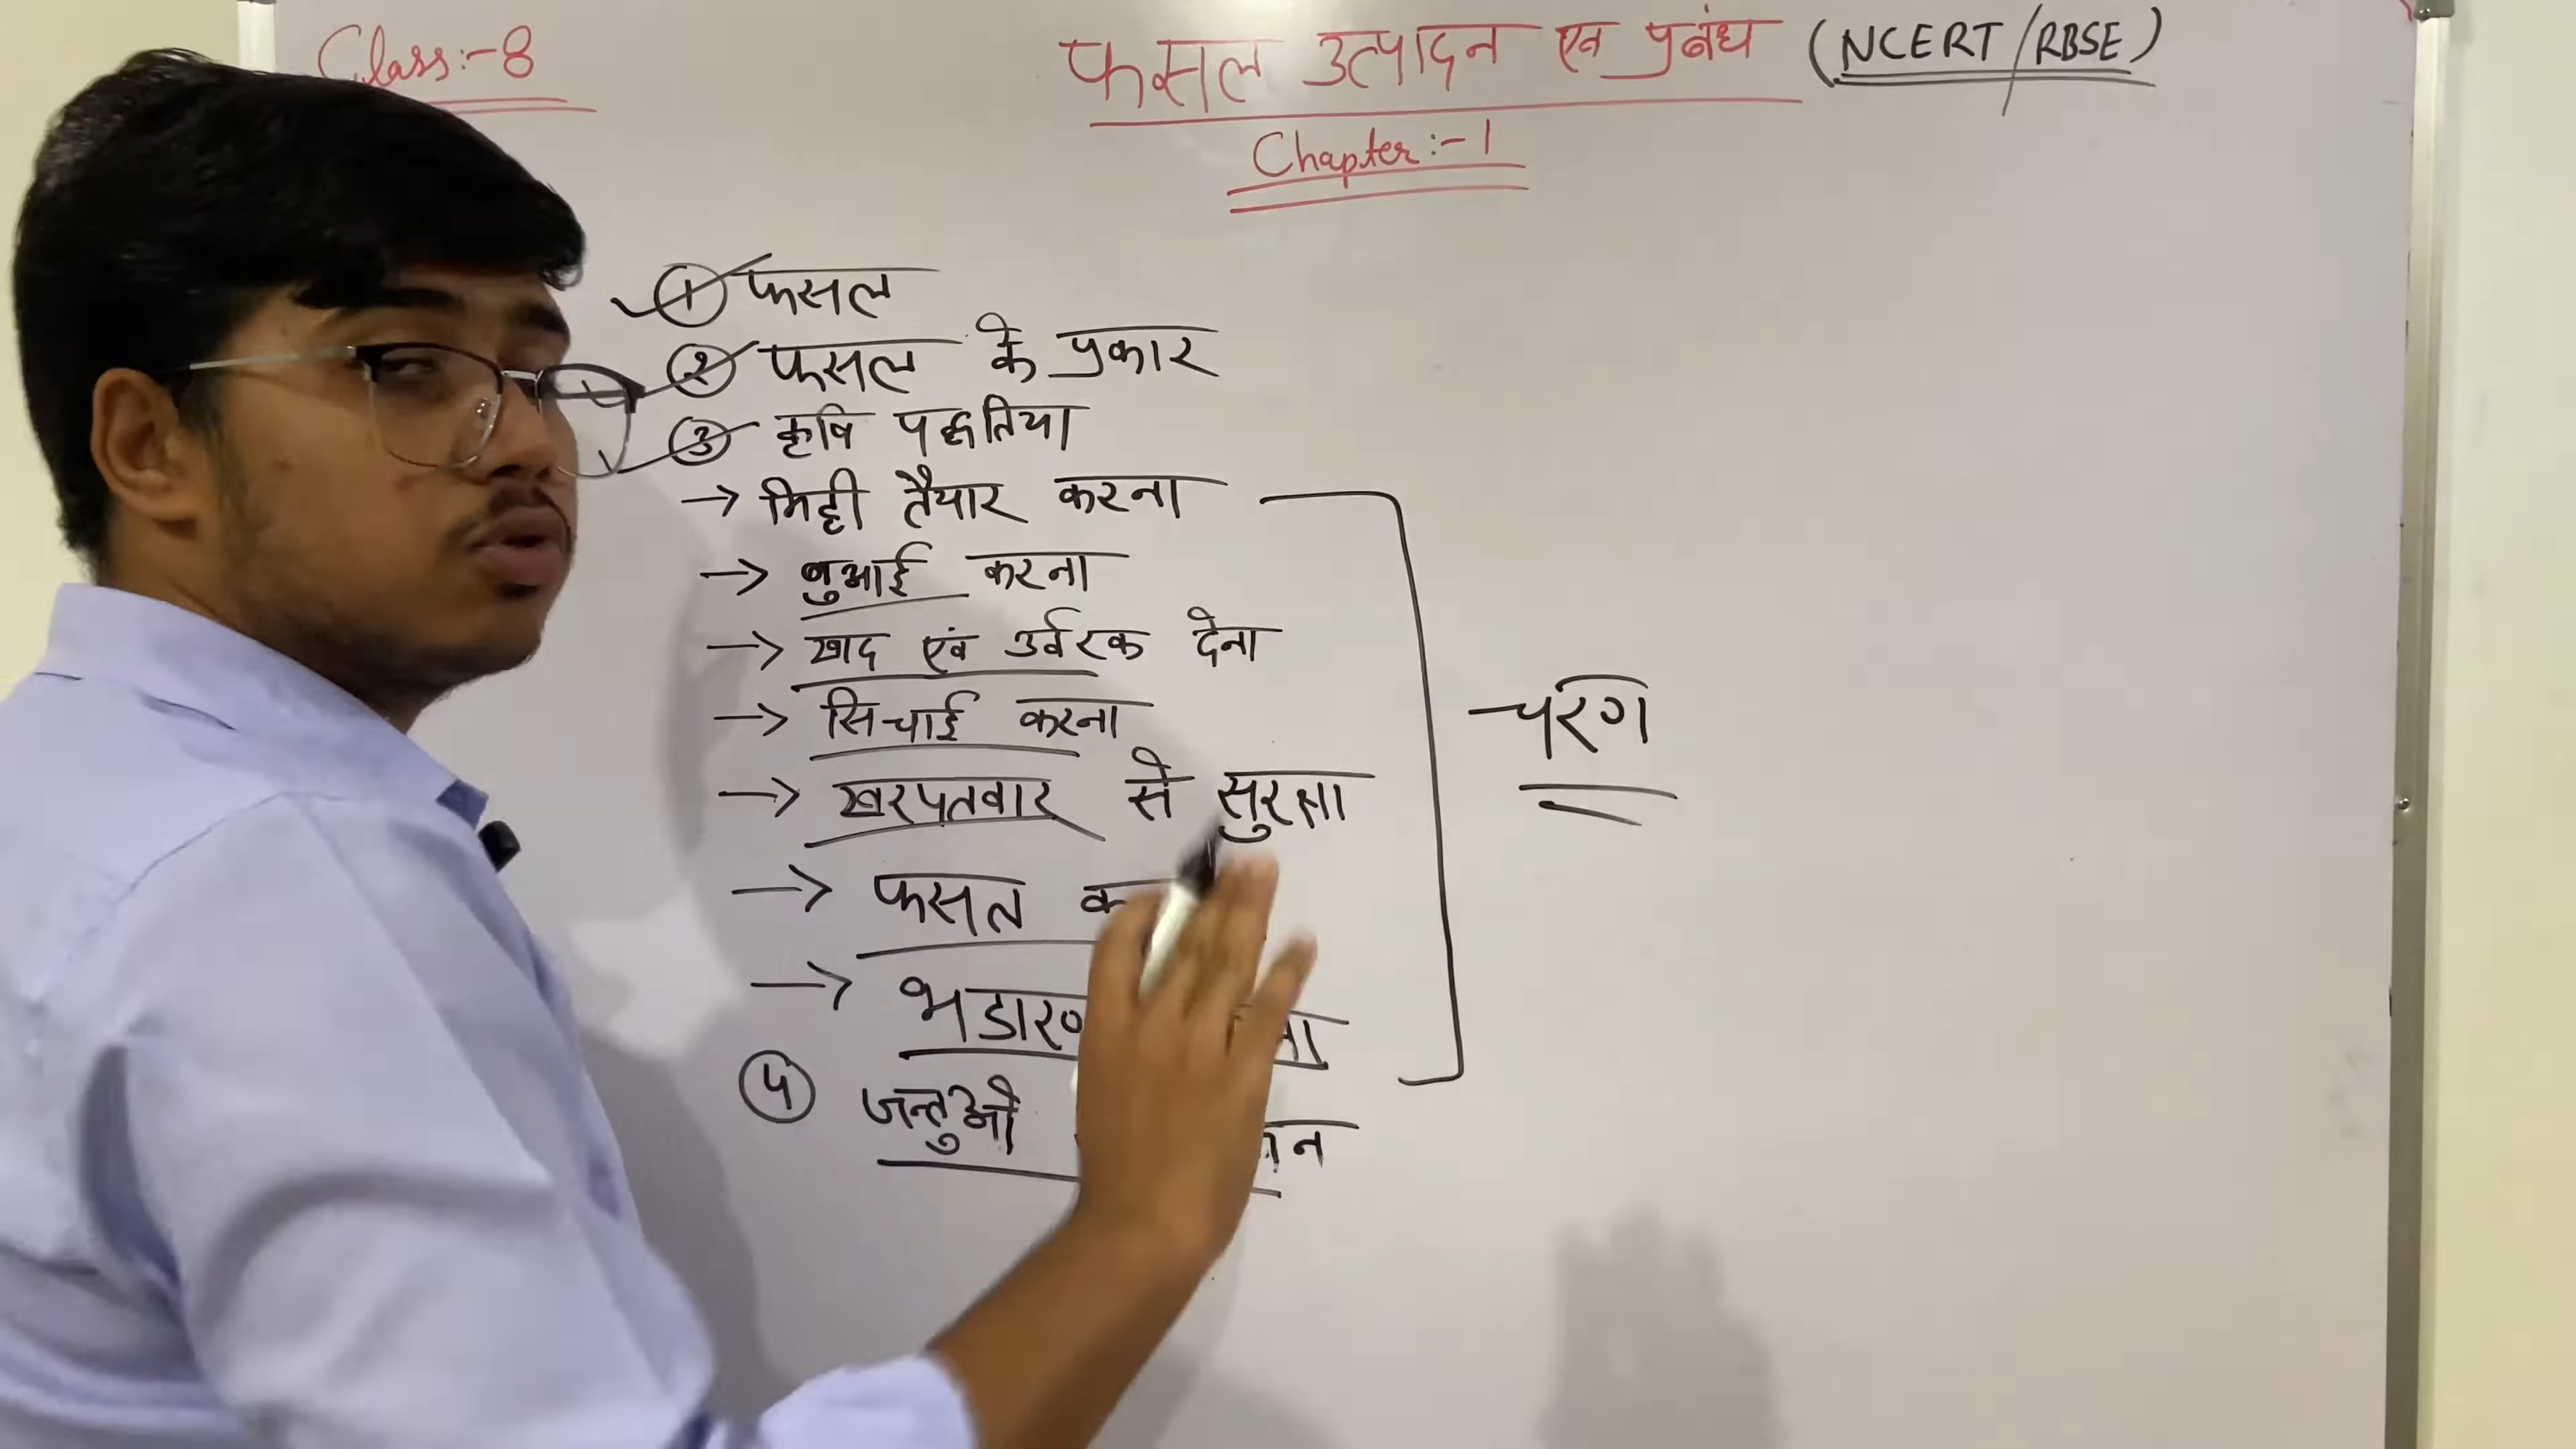 Class:-8
फसल उत्पादन एव प्रबंध (NCERT/RBSE)
Chapter:-1
① फसल
② फसल के प्रकार
③ कृषि पद्धतिया
→ मिट्टी तैयार करना
→ बुआई करना
→ खाद एवं उर्वरक देना
→ सिचाई करना
→ खरपतवार से सुरक्षा
चरण
→ फसल
→
④ जन्तुओ